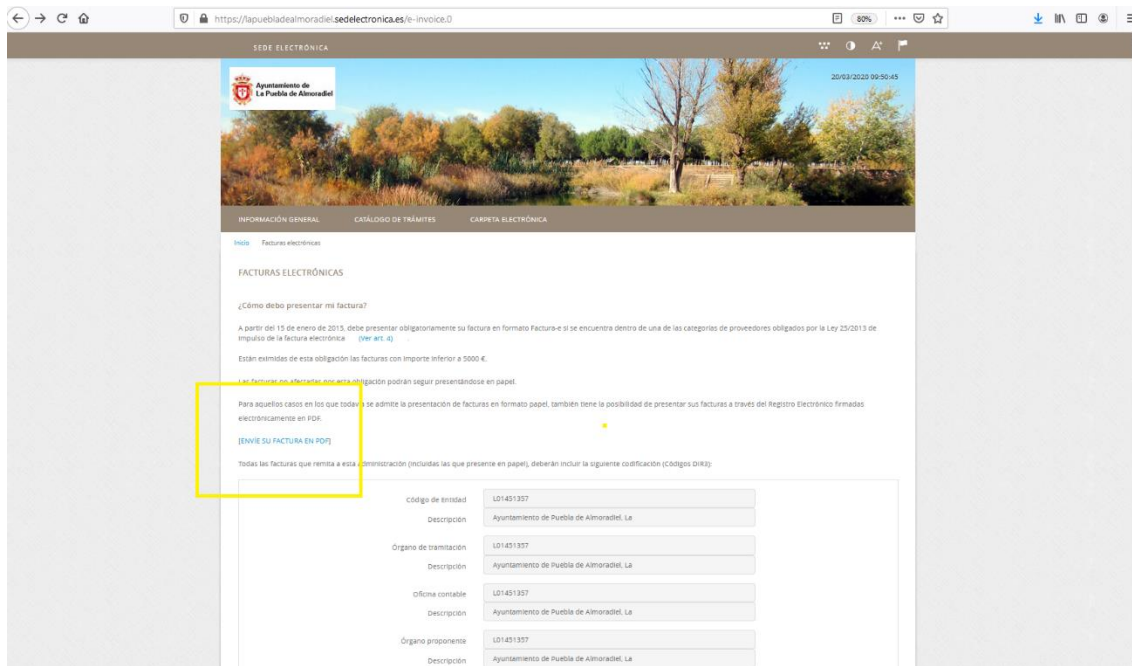 https://lapuebladealmoradiel.sedelectronica.es/e-invoice.0
80%
SEDE ELECTRÓNICA
Ayuntamiento de
La Puebla de Almoradiel
20/03/2020 09:50:45
INFORMACIÓN GENERAL CATÁLOGO DE TRÁMITES CARPETA ELECTRÓNICA
Inicio Facturas electrónicas
FACTURAS ELECTRÓNICAS
¿Cómo debo presentar mi factura?
A partir del 15 de enero de 2015, debe presentar obligatoriamente su factura en formato Factura-e si se encuentra dentro de una de las categorías de proveedores obligados por la Ley 25/2013 de
impulso de la factura electrónica (Ver art. 4) .
Están eximidas de esta obligación las facturas con importe inferior a 5000 €.
Las facturas no afectadas por esta obligación podrán seguir presentándose en papel.
Para aquellos casos en los que todavía se admite la presentación de facturas en formato papel, también tiene la posibilidad de presentar sus facturas a través del Registro Electrónico firmadas
electrónicamente en PDF.
[ENVÍE SU FACTURA EN PDF]
Todas las facturas que remita a esta Administración (incluidas las que presente en papel), deberán incluir la siguiente codificación (Códigos DIR3):
Código de Entidad L01451357
Descripción Ayuntamiento de Puebla de Almoradiel, La
Órgano de tramitación L01451357
Descripción Ayuntamiento de Puebla de Almoradiel, La
Oficina contable L01451357
Descripción Ayuntamiento de Puebla de Almoradiel, La
Órgano proponente L01451357
Descripción Ayuntamiento de Puebla de Almoradiel, La